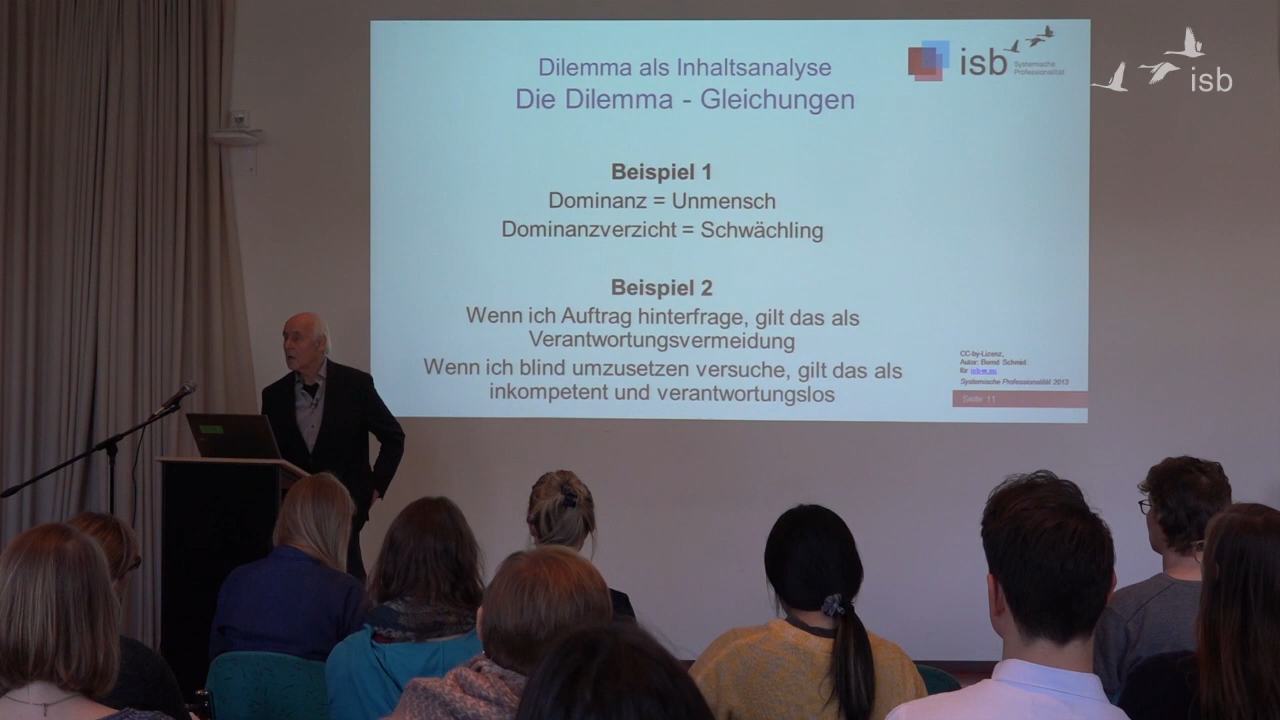 Dilemma als Inhaltsanalyse
Die Dilemma - Gleichungen
isb
Systemische
Professionalität
isb
Beispiel 1
Dominanz = Unmensch
Dominanzverzicht = Schwächling
Beispiel 2
Wenn ich Auftrag hinterfrage, gilt das als
Verantwortungsvermeidung
Wenn ich blind umzusetzen versuche, gilt das als
inkompetent und verantwortungslos
CC-by-Lizenz,
Autor: Bernd Schmid
für isb-w.eu
Systemische Professionalität 2013
Seite 11